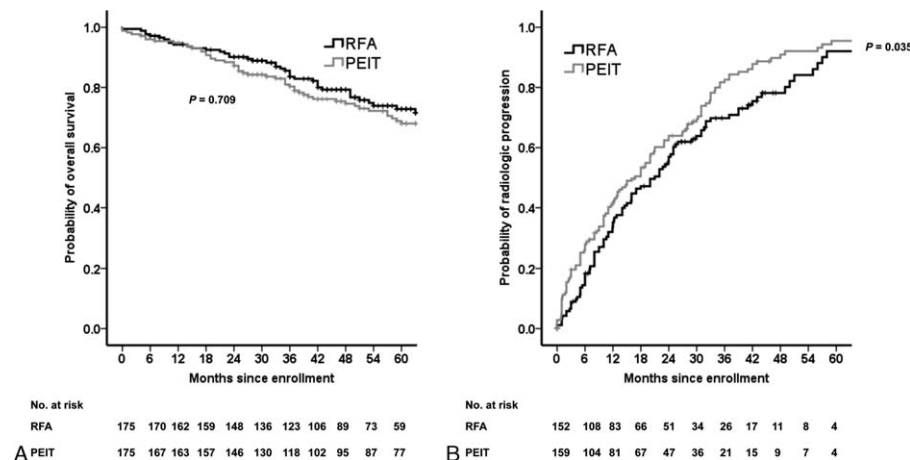 1.0
0.8
0.6
0.4
0.2
0.0
Probability of overall survival
RFA
PEIT
P = 0.709
0 6 12 18 24 30 36 42 48 54 60
Months since enrollment
No. at risk
RFA 175 170 162 159 148 136 123 106 89 73 59
PEIT 175 167 163 157 146 130 118 102 95 87 77
A
1.0
0.8
0.6
0.4
0.2
0.0
Probability of radiologic progression
RFA
PEIT
P = 0.035
0 6 12 18 24 30 36 42 48 54 60
Months since enrollment
No. at risk
RFA 152 108 83 66 51 34 26 17 11 8 4
PEIT 159 104 81 67 47 36 21 15 9 7 4
B